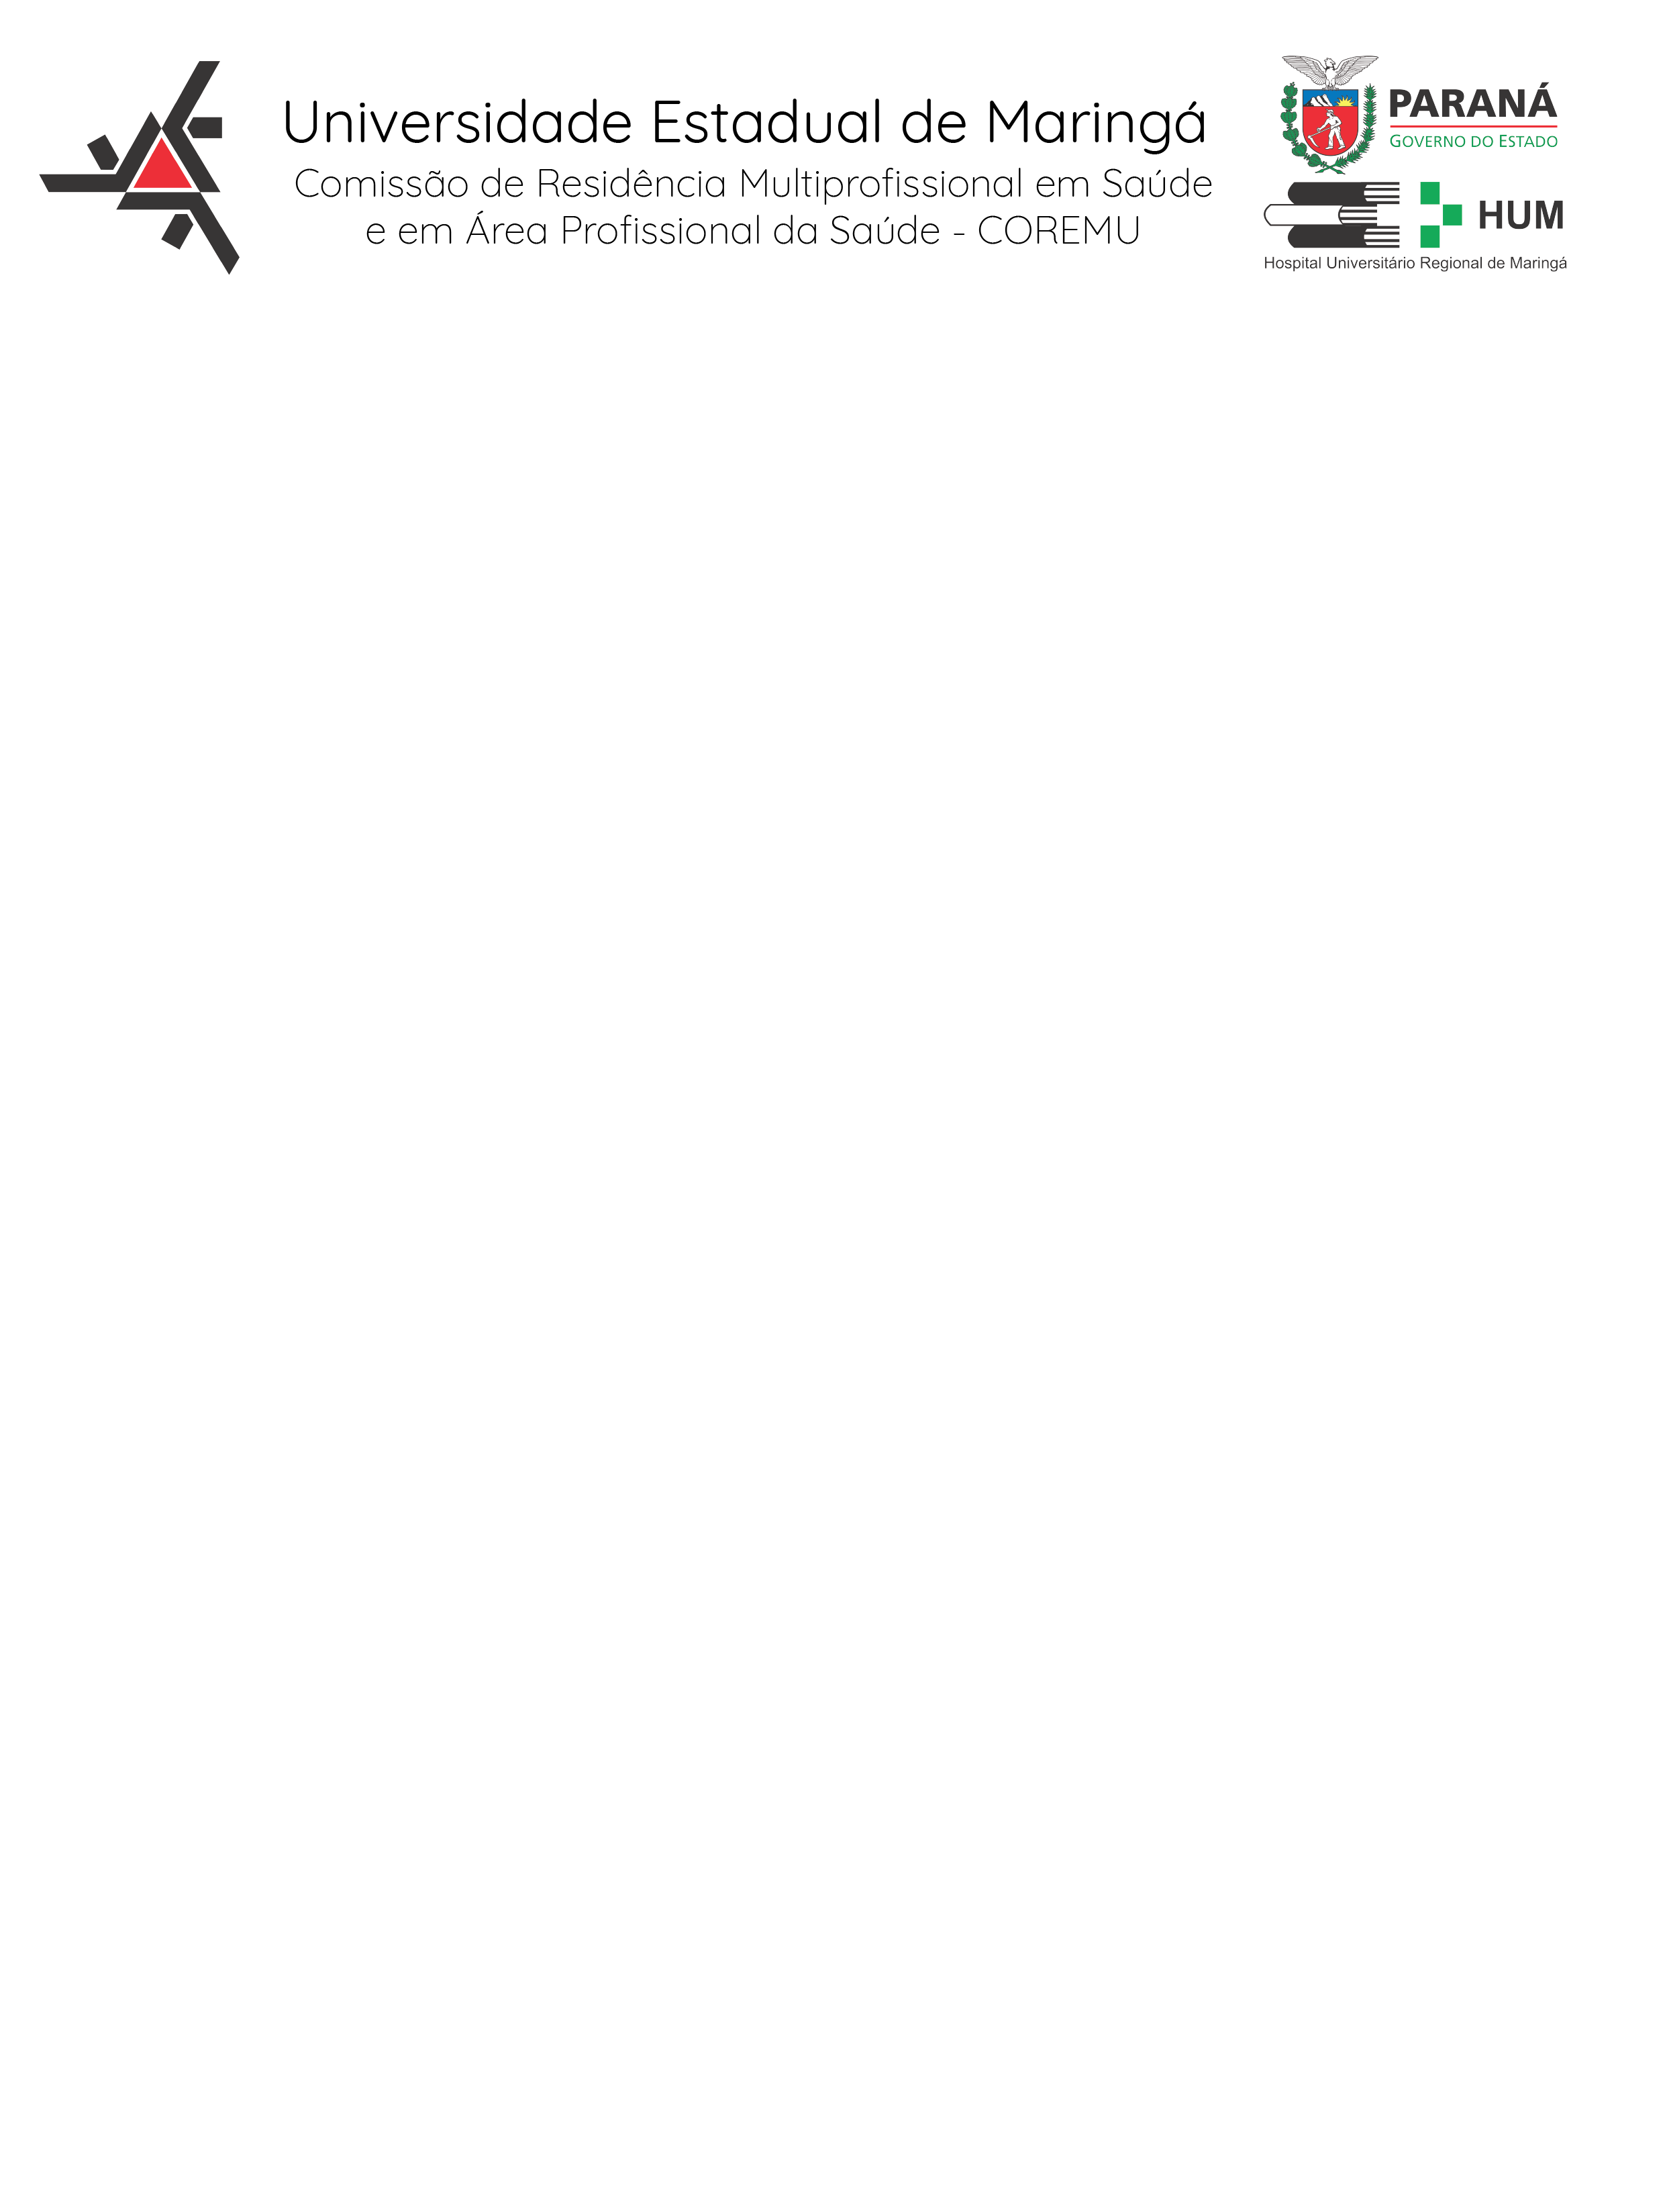 Universidade Estadual de Maringá
Comissão de Residência Multiprofissional em Saúde
e em Área Profissional da Saúde - COREMU
PARANÁ
GOVERNO DO ESTADO
HUM
Hospital Universitário Regional de Maringá